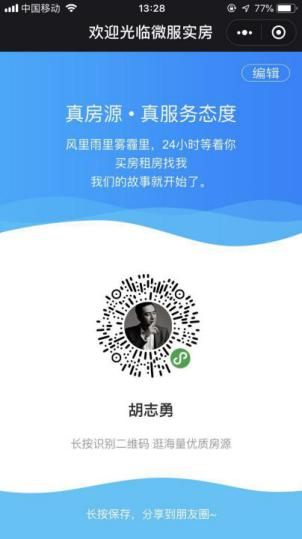 中国移动
13:28
77%
欢迎光临微服实房
编辑
真房源•真服务态度
风里雨里雾霾里，24小时等着你
买房租房找我
我们的故事就开始了。
胡志勇
长按识别二维码 逛海量优质房源
长按保存，分享到朋友圈~